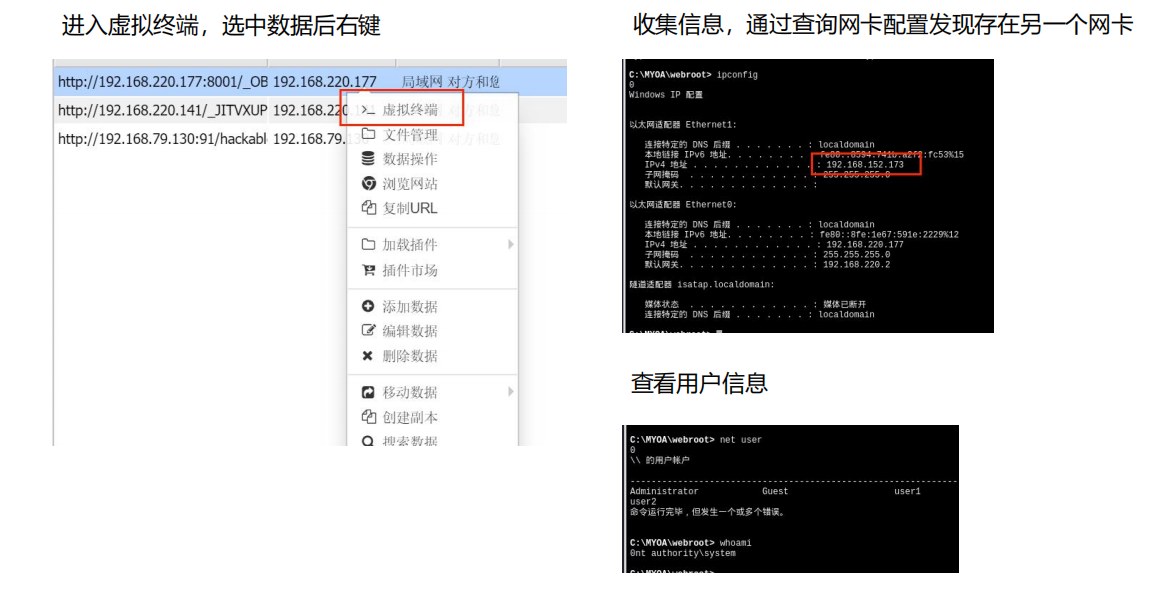 进入虚拟终端，选中数据后右键
http://192.168.220.177:8001/_OB 192.168.220.177 局域网 对方和您
http://192.168.220.141/_JITVXUP 192.168.220.
http://192.168.79.130:91/hackabl 192.168.79.
虚拟终端
文件管理
数据操作
浏览网站
复制URL
加载插件
插件市场
添加数据
编辑数据
删除数据
移动数据
创建副本
搜索数据
收集信息，通过查询网卡配置发现存在另一个网卡
C:\MYOA\webroot> ipconfig
0
Windows IP 配置
以太网适配器 Ethernet1:
连接特定的 DNS 后缀 . . . . . . . : localdomain
本地链接 IPv6 地址. . . . . . . . : fe80::8594:741b:a2f2:fc53%15
IPv4 地址 . . . . . . . . . . . . : 192.168.152.173
子网掩码 . . . . . . . . . . . . : 255.255.255.0
默认网关. . . . . . . . . . . . . :
以太网适配器 Ethernet0:
连接特定的 DNS 后缀 . . . . . . . : localdomain
本地链接 IPv6 地址. . . . . . . . : fe80::8fe:1e67:591e:2229%12
IPv4 地址 . . . . . . . . . . . . : 192.168.220.177
子网掩码 . . . . . . . . . . . . : 255.255.255.0
默认网关. . . . . . . . . . . . . : 192.168.220.2
隧道适配器 isatap.localdomain:
媒体状态 . . . . . . . . . . . . : 媒体已断开
连接特定的 DNS 后缀 . . . . . . . : localdomain
C:\MYOA\webroot>
查看用户信息
C:\MYOA\webroot> net user
0
\\ 的用户帐户
-------------------------------------------------------------
Administrator Guest user1
user2
命令运行完毕，但发生一个或多个错误。
C:\MYOA\webroot> whoami
0nt authority\system
C:\MYOA\webroot>